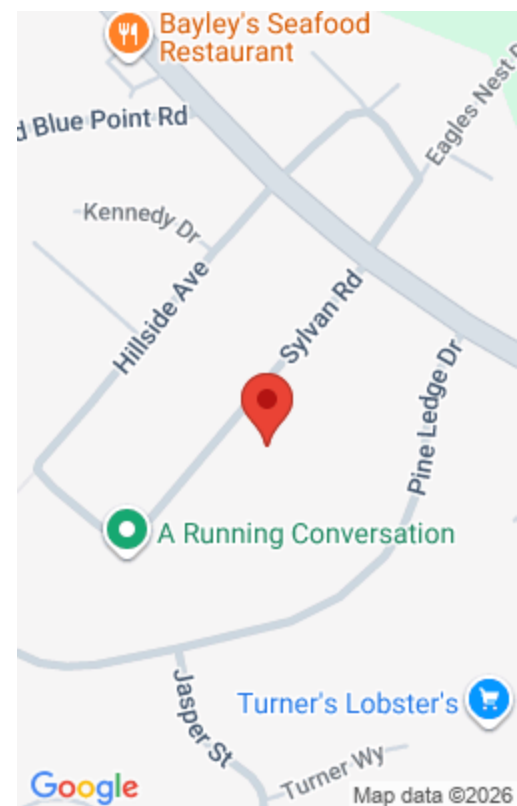 Bayley's Seafood
Restaurant
d Blue Point Rd
Eagles Nest D
Kennedy Dr
Hillside Ave
Sylvan Rd
Pine Ledge Dr
A Running Conversation
Jasper St
Turner's Lobster's
Turner Wy
Google
Map data ©2026